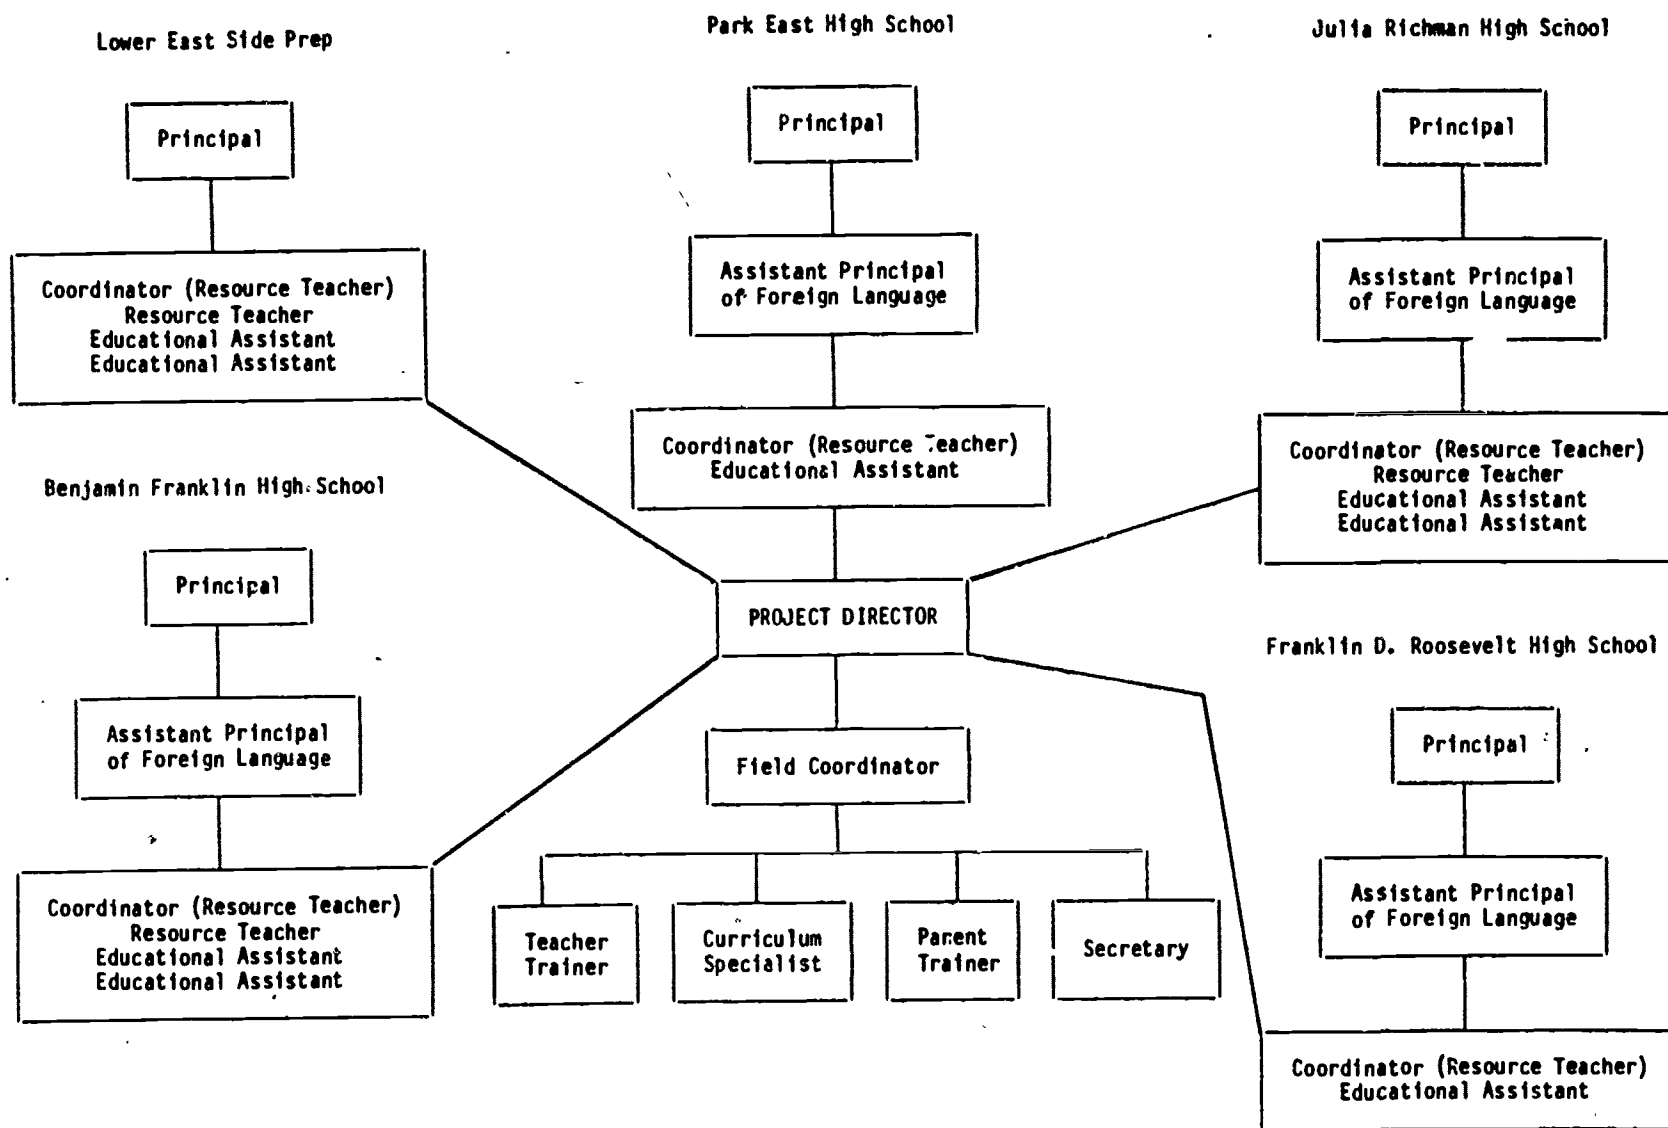 Lower East Side Prep
Principal
Coordinator (Resource Teacher)
Resource Teacher
Educational Assistant
Educational Assistant
Park East High School
Principal
Assistant Principal
of Foreign Language
Coordinator (Resource Teacher)
Educational Assistant
Julia Richman High School
Principal
Assistant Principal
of Foreign Language
Coordinator (Resource Teacher)
Resource Teacher
Educational Assistant
Educational Assistant
Benjamin Franklin High School
Principal
Assistant Principal
of Foreign Language
Coordinator (Resource Teacher)
Resource Teacher
Educational Assistant
Educational Assistant
PROJECT DIRECTOR
Field Coordinator
Teacher
Trainer
Curriculum
Specialist
Parent
Trainer
Secretary
Franklin D. Roosevelt High School
Principal
Assistant Principal
of Foreign Language
Coordinator (Resource Teacher)
Educational Assistant